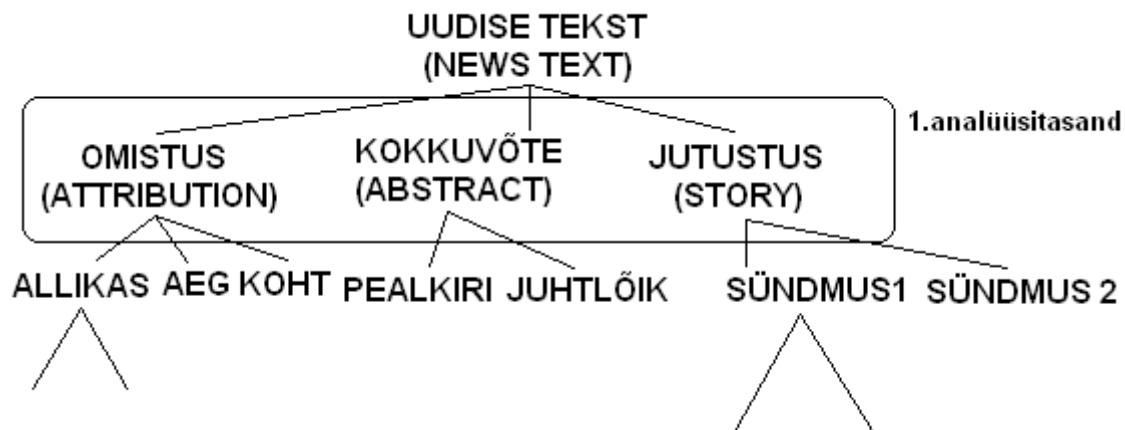 UUDISE TEKST
(NEWS TEXT)
1.analüüsitasand
OMISTUS
(ATTRIBUTION)
KOKKUVÕTE
(ABSTRACT)
JUTUSTUS
(STORY)
ALLIKAS AEG KOHT PEALKIRI JUHTLÕIK SÜNDMUS1 SÜNDMUS 2